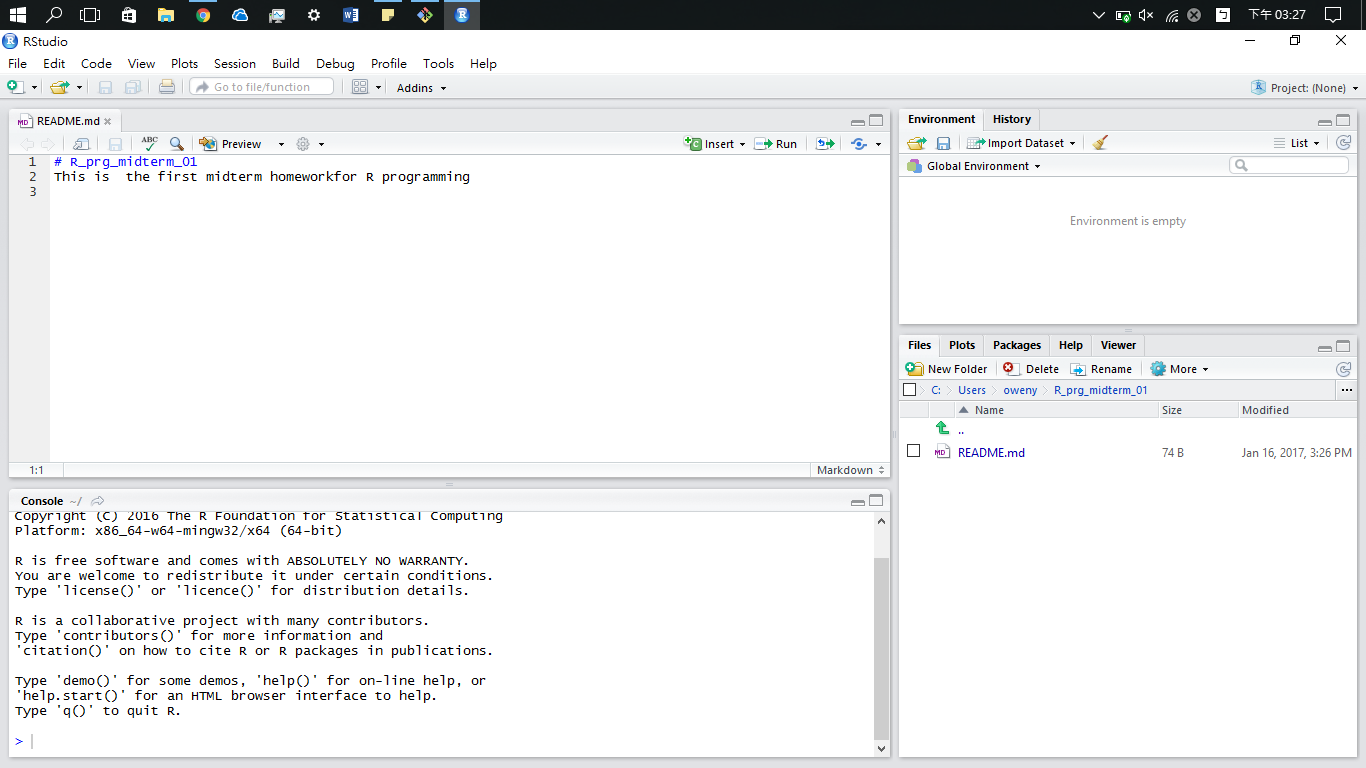 下午 03:27
RStudio
File Edit Code View Plots Session Build Debug Profile Tools Help
Go to file/function Addins Project: (None)
README.md
ABC Preview Insert Run
1 # R_prg_midterm_01
2 This is  the first midterm homeworkfor R programming
3
1:1 Markdown
Console ~/
Copyright (C) 2016 The R Foundation for Statistical Computing
Platform: x86_64-w64-mingw32/x64 (64-bit)
R is free software and comes with ABSOLUTELY NO WARRANTY.
You are welcome to redistribute it under certain conditions.
Type 'license()' or 'licence()' for distribution details.
R is a collaborative project with many contributors.
Type 'contributors()' for more information and
'citation()' on how to cite R or R packages in publications.
Type 'demo()' for some demos, 'help()' for on-line help, or
'help.start()' for an HTML browser interface to help.
Type 'q()' to quit R.
>
Environment History
Import Dataset List
Global Environment
Environment is empty
Files Plots Packages Help Viewer
New Folder Delete Rename More
C: Users oweny R_prg_midterm_01 ...
Name Size Modified
..
MD README.md 74 B Jan 16, 2017, 3:26 PM